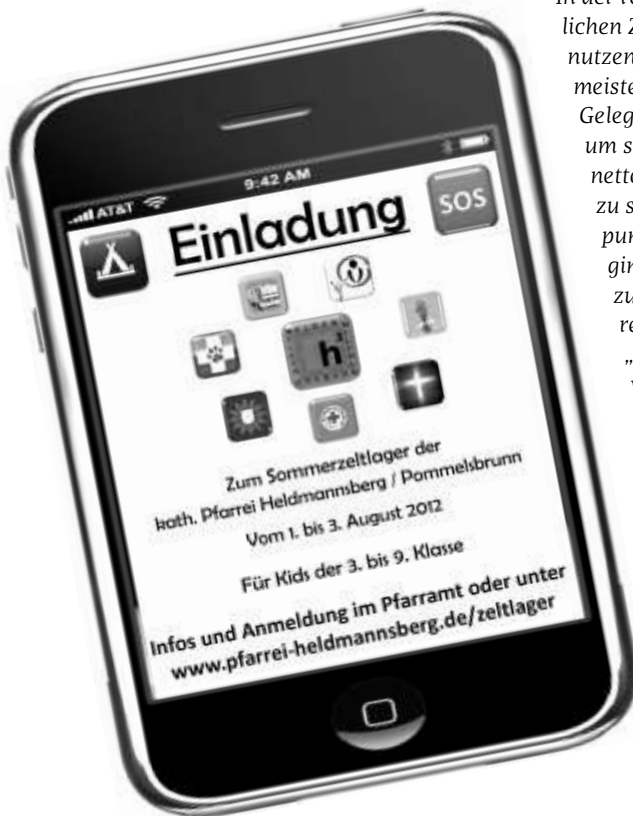 AT&T 9:42 AM
Einladung
SOS
h
Zum Sommerzeltlager der
kath. Pfarrei Heldmannsberg / Pommelsbrunn
Vom 1. bis 3. August 2012
Für Kids der 3. bis 9. Klasse
Infos und Anmeldung im Pfarramt oder unter
www.pfarrei-heldmannsberg.de/zeltlager
lichen Z
nutzen
meiste
Geleg
um s
nette
zu s
pu
gi
zu
re
„